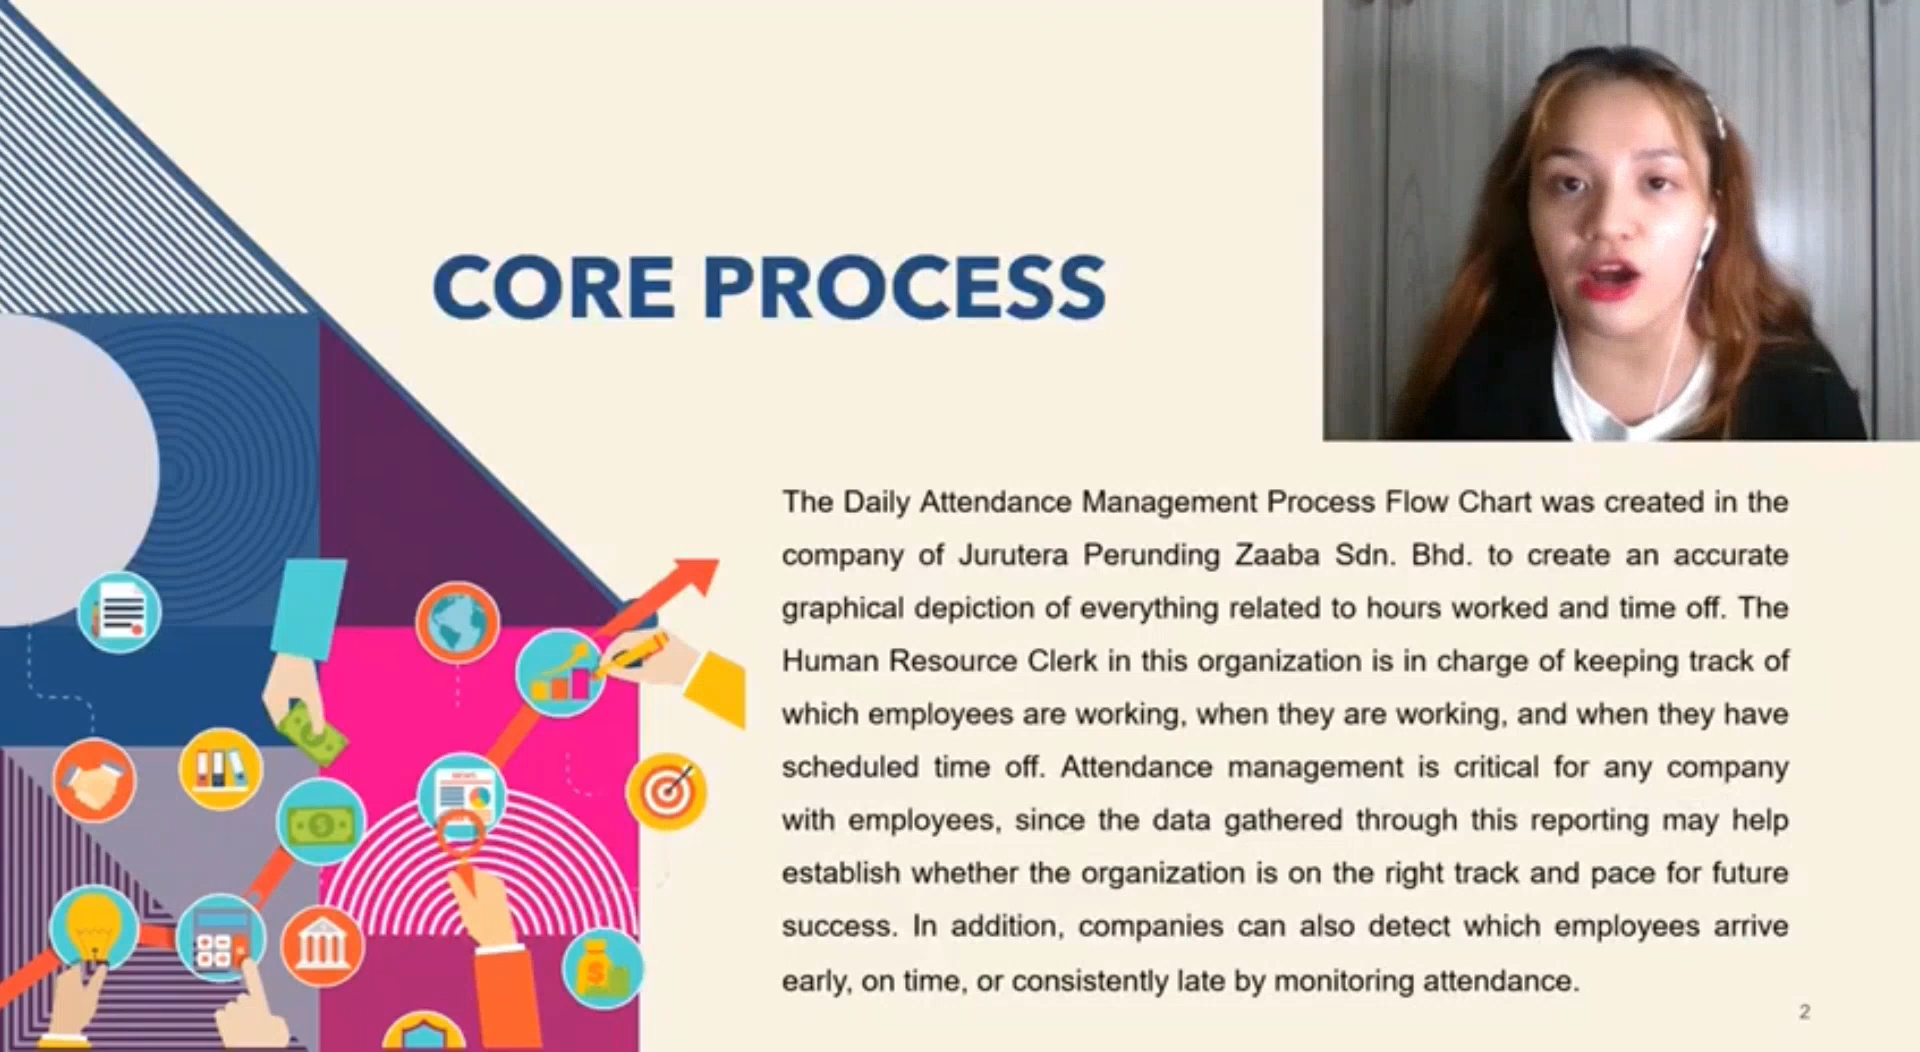 CORE PROCESS
The Daily Attendance Management Process Flow Chart was created in the
company of Jurutera Perunding Zaaba Sdn. Bhd. to create an accurate
graphical depiction of everything related to hours worked and time off. The
Human Resource Clerk in this organization is in charge of keeping track of
which employees are working, when they are working, and when they have
scheduled time off. Attendance management is critical for any company
with employees, since the data gathered through this reporting may help
establish whether the organization is on the right track and pace for future
success. In addition, companies can also detect which employees arrive
early, on time, or consistently late by monitoring attendance.
NEWS
2